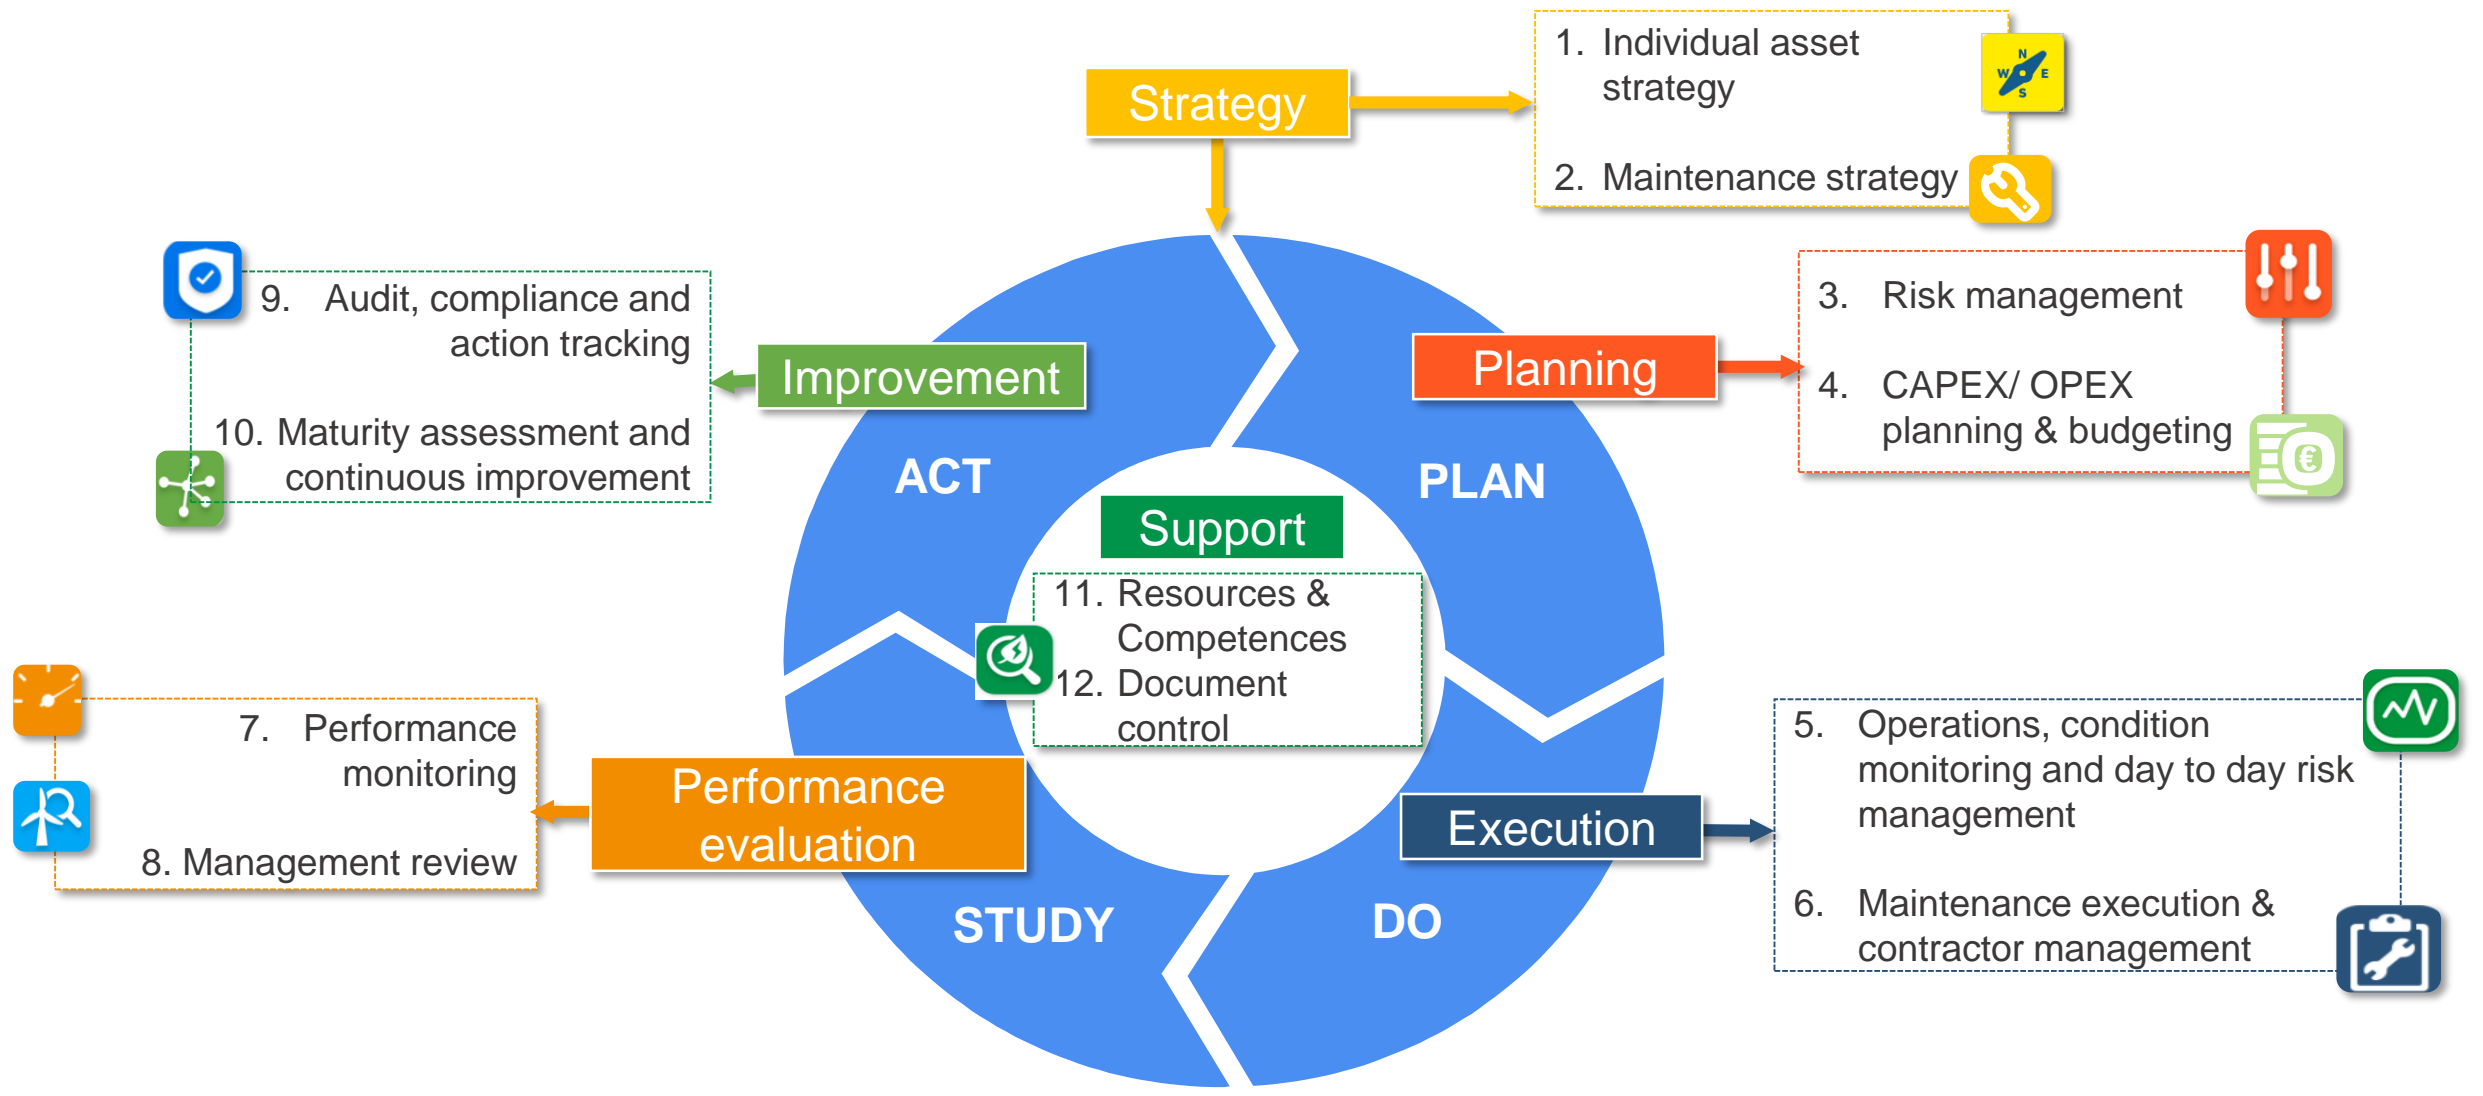 Strategy
1. Individual asset
strategy
2. Maintenance strategy
N
W E
S
Planning
3. Risk management
4. CAPEX/ OPEX
planning & budgeting
€
9. Audit, compliance and
action tracking
10. Maturity assessment and
continuous improvement
Improvement
ACT
PLAN
Support
11. Resources &
Competences
12. Document
control
7. Performance
monitoring
8. Management review
Performance
evaluation
Execution
5. Operations, condition
monitoring and day to day risk
management
6. Maintenance execution &
contractor management
STUDY
DO